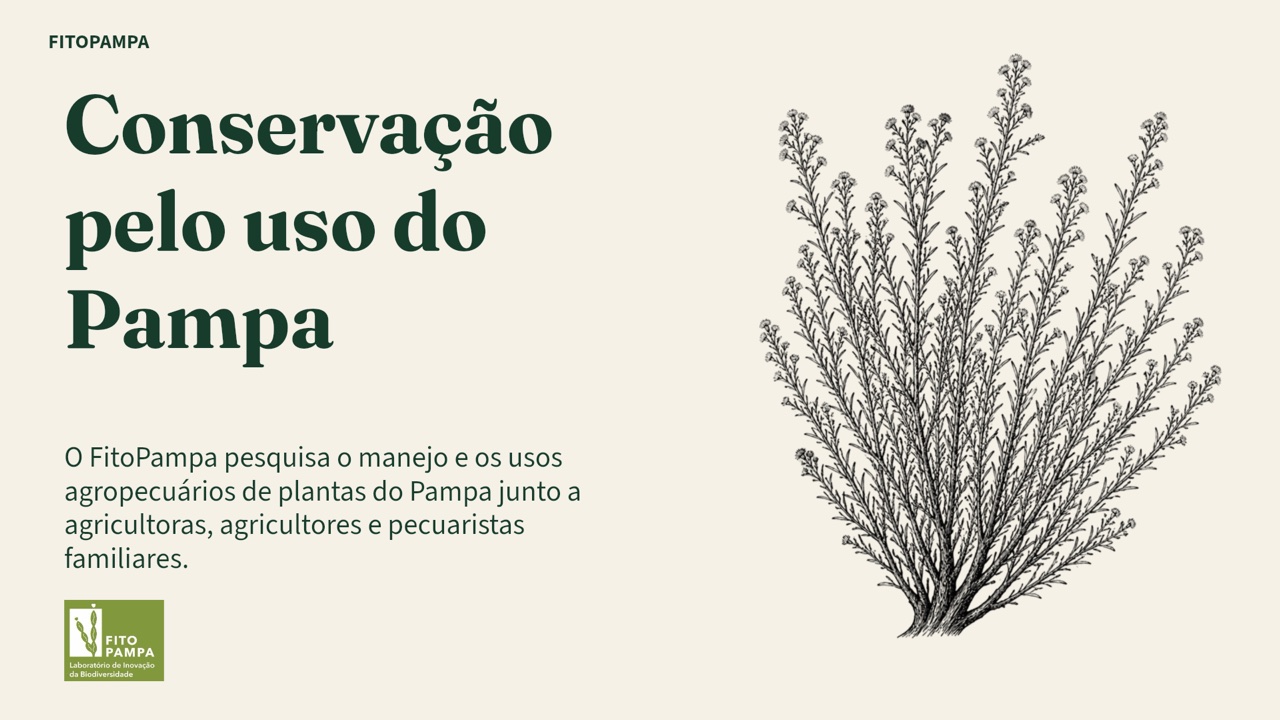 FITOPAMPA
Conservação
pelo uso do
Pampa
O FitoPampa pesquisa o manejo e os usos
agropecuários de plantas do Pampa junto a
agricultoras, agricultores e pecuaristas
familiares.
FITO
PAMPA
Laboratório de Inovação
da Biodiversidade